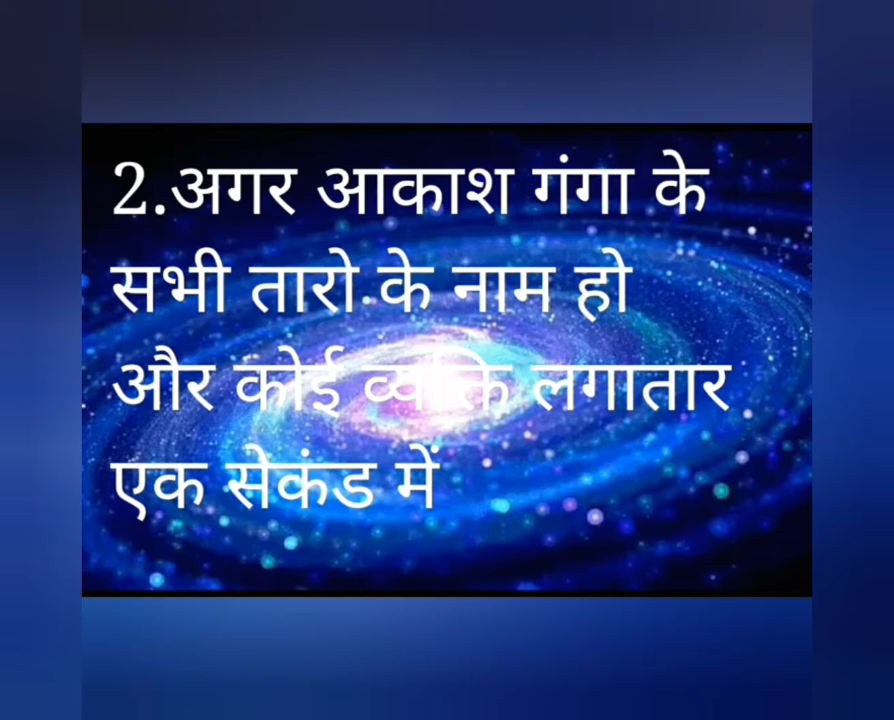 2.अगर आकाश गंगा के
सभी तारो के नाम हो
और कोई व्यक्ति लगातार
एक सेकंड में